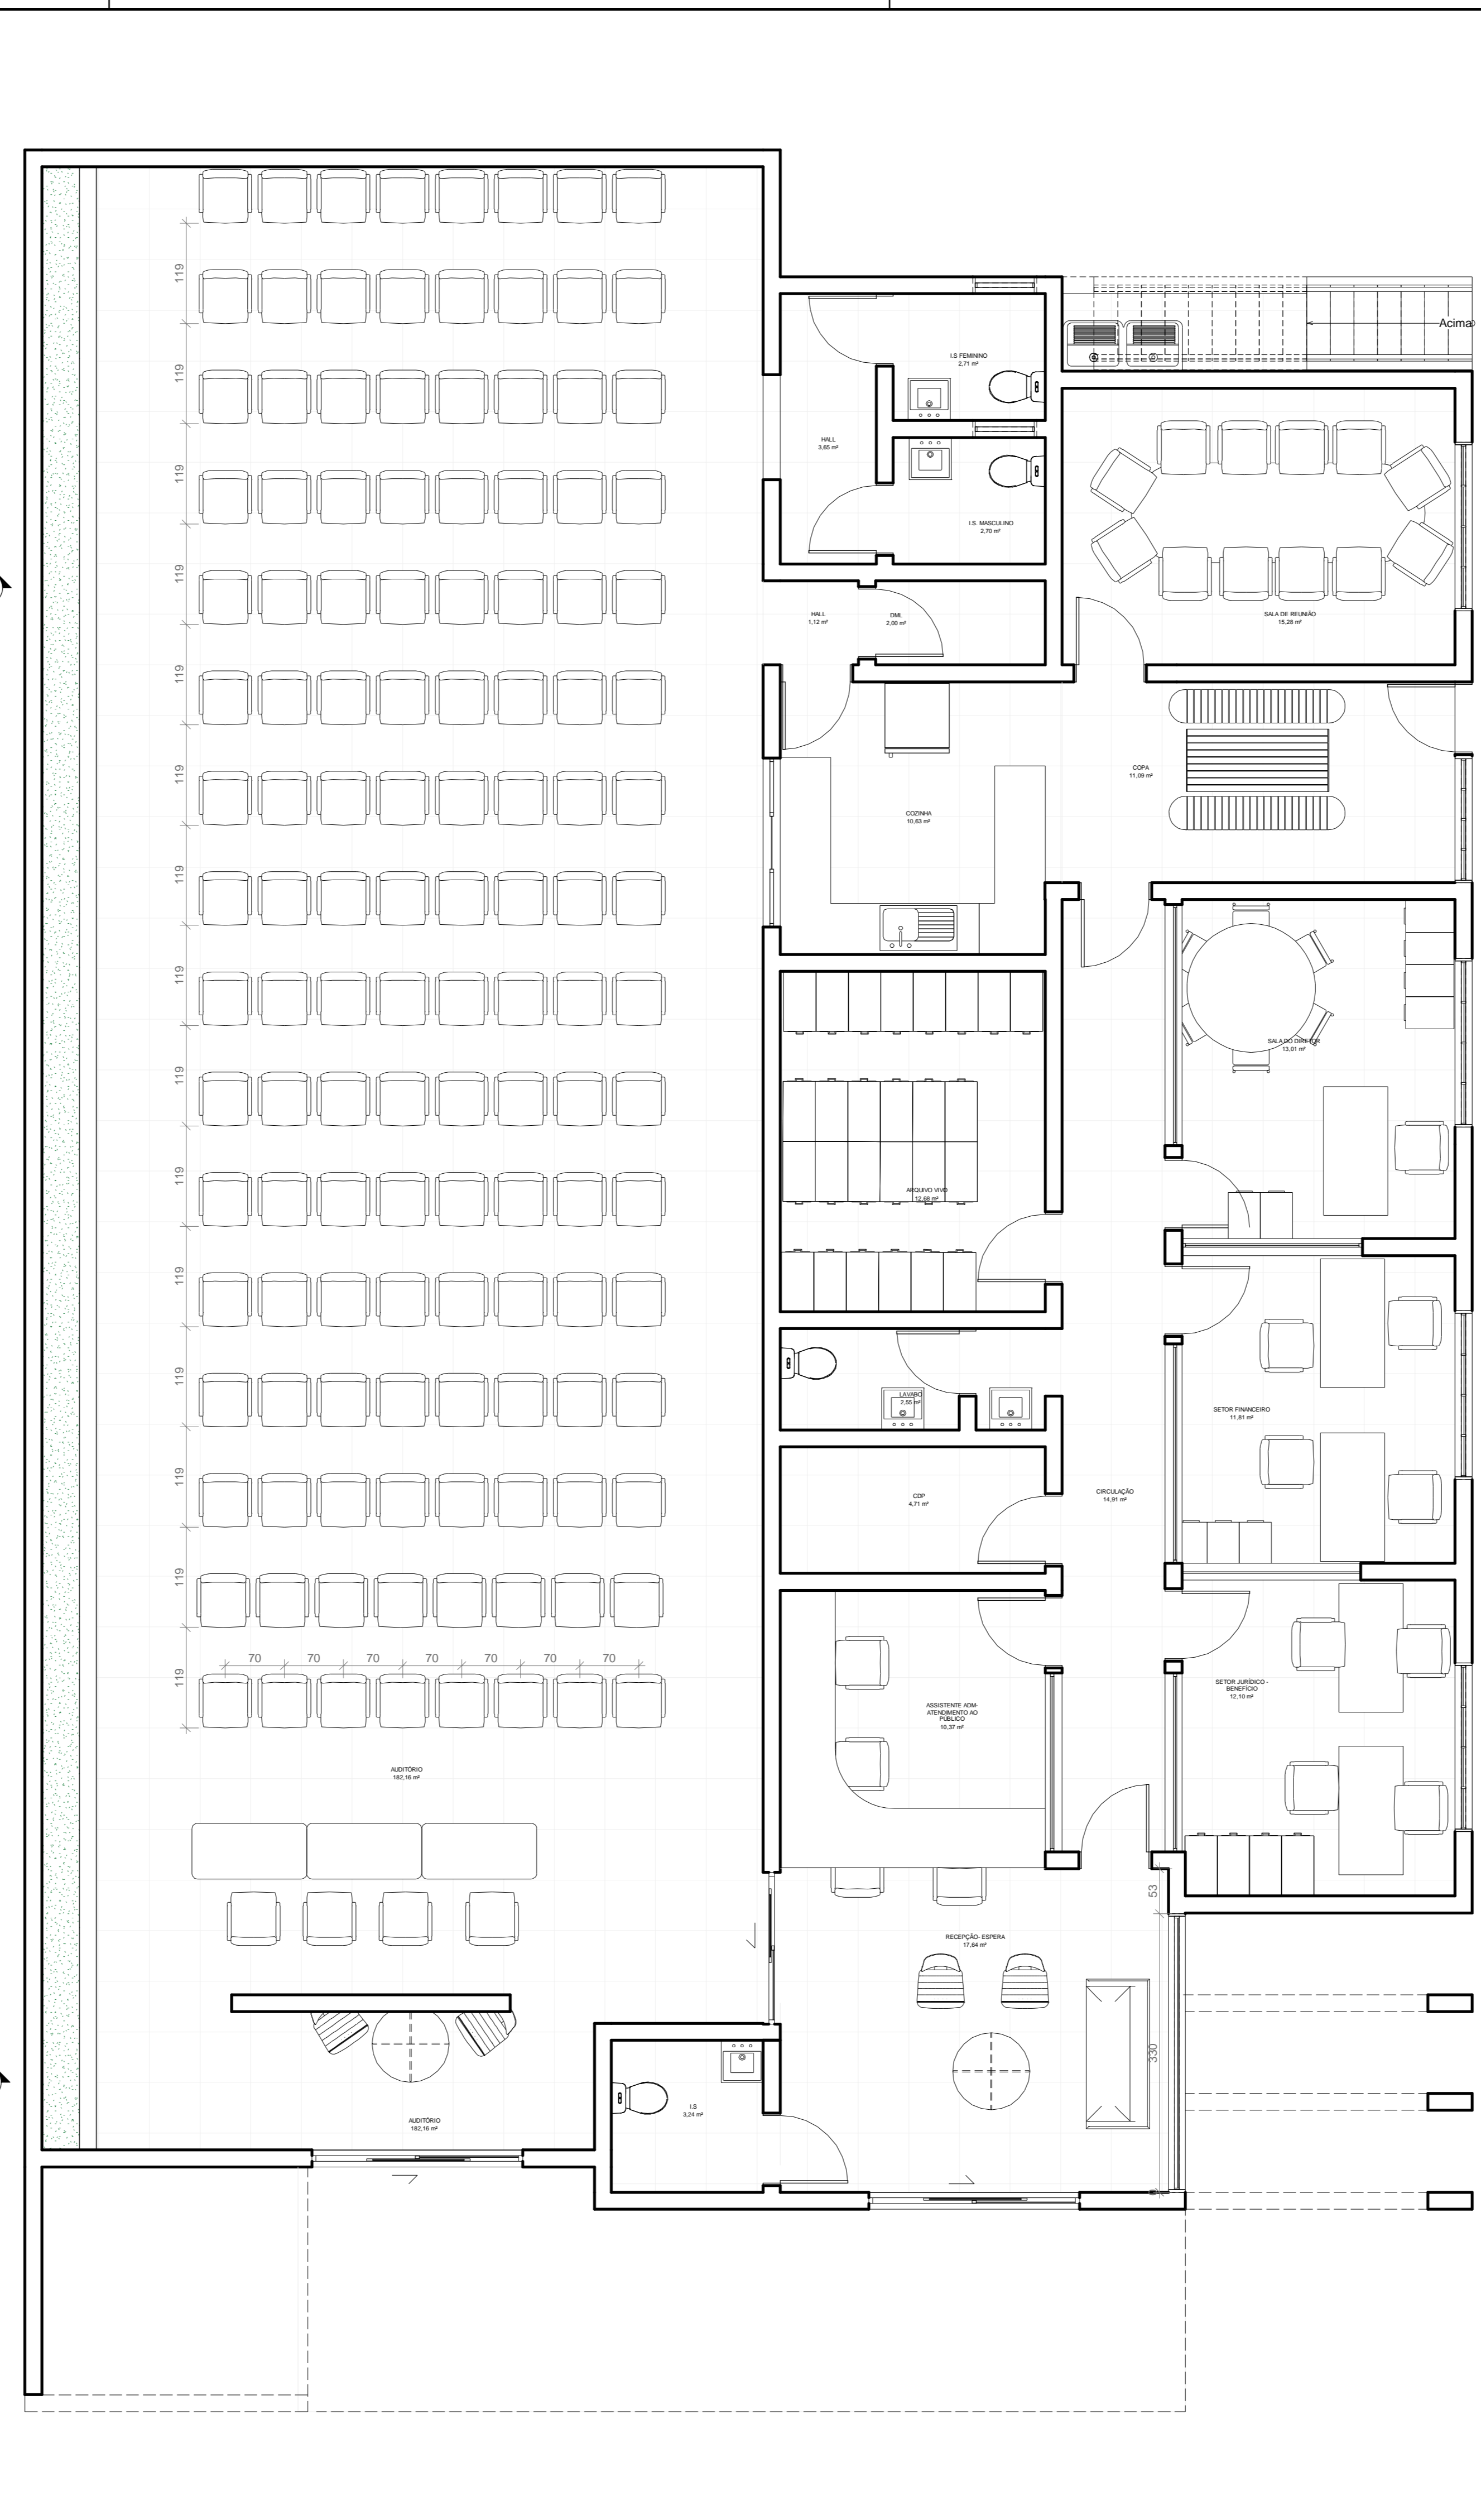 Acima
119
I.S FEMININO
2,71 m²
119
HALL
3,65 m²
119
I.S. MASCULINO
2,70 m²
119
HALL
1,12 m²
DML
2,00 m²
SALA DE REUNIÃO
15,28 m²
119
COPA
11,09 m²
119
COZINHA
10,63 m²
119
119
SALA DO DIRETOR
13,01 m²
119
119
ARQUIVO VIVO
12,68 m²
119
119
LAVABO
2,55 m²
SETOR FINANCEIRO
11,81 m²
119
CDP
4,71 m²
CIRCULAÇÃO
14,91 m²
119
70
70
70
70
70
70
70
119
SETOR JURÍDICO -
BENEFÍCIO
12,10 m²
ASSISTENTE ADM-
ATENDIMENTO AO
PÚBLICO
10,37 m²
AUDITÓRIO
182,16 m²
53
RECEPÇÃO- ESPERA
17,64 m²
330
I.S
3,24 m²
AUDITÓRIO
182,16 m²